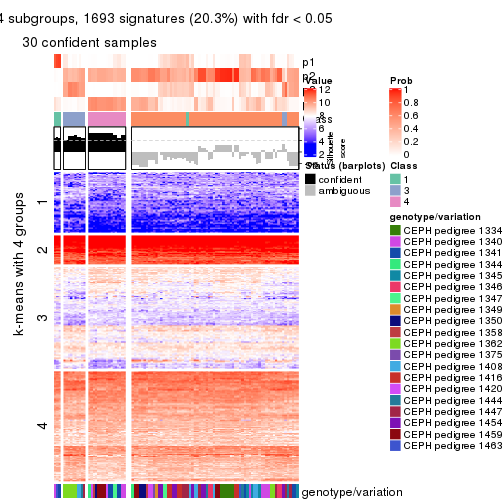 4 subgroups, 1693 signatures (20.3%) with fdr < 0.05
30 confident samples
p1
p2
Value
12
10
8
6
4
2
silhouette
score
Status (barplots)
confident
ambiguous
Prob
1
0.8
0.6
0.4
0.2
0
Class
1
3
4
genotype/variation
CEPH pedigree 1334
CEPH pedigree 1340
CEPH pedigree 1341
CEPH pedigree 1344
CEPH pedigree 1345
CEPH pedigree 1346
CEPH pedigree 1347
CEPH pedigree 1349
CEPH pedigree 1350
CEPH pedigree 1358
CEPH pedigree 1362
CEPH pedigree 1375
CEPH pedigree 1408
CEPH pedigree 1416
CEPH pedigree 1420
CEPH pedigree 1444
CEPH pedigree 1447
CEPH pedigree 1454
CEPH pedigree 1459
CEPH pedigree 1463
k-means with 4 groups
1
2
3
4
genotype/variation